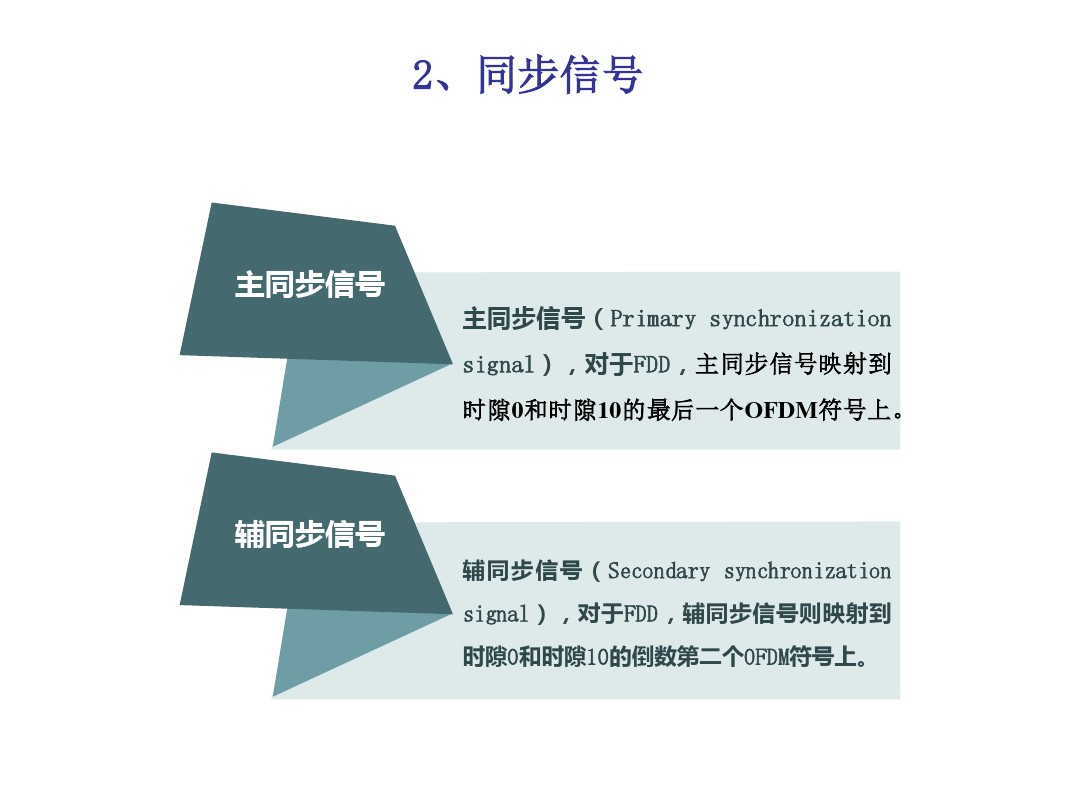 2、同步信号
主同步信号
主同步信号（Primary synchronization
signal），对于FDD，主同步信号映射到
时隙0和时隙10的最后一个OFDM符号上。
辅同步信号
辅同步信号（Secondary synchronization
signal），对于FDD，辅同步信号则映射到
时隙0和时隙10的倒数第二个OFDM符号上。